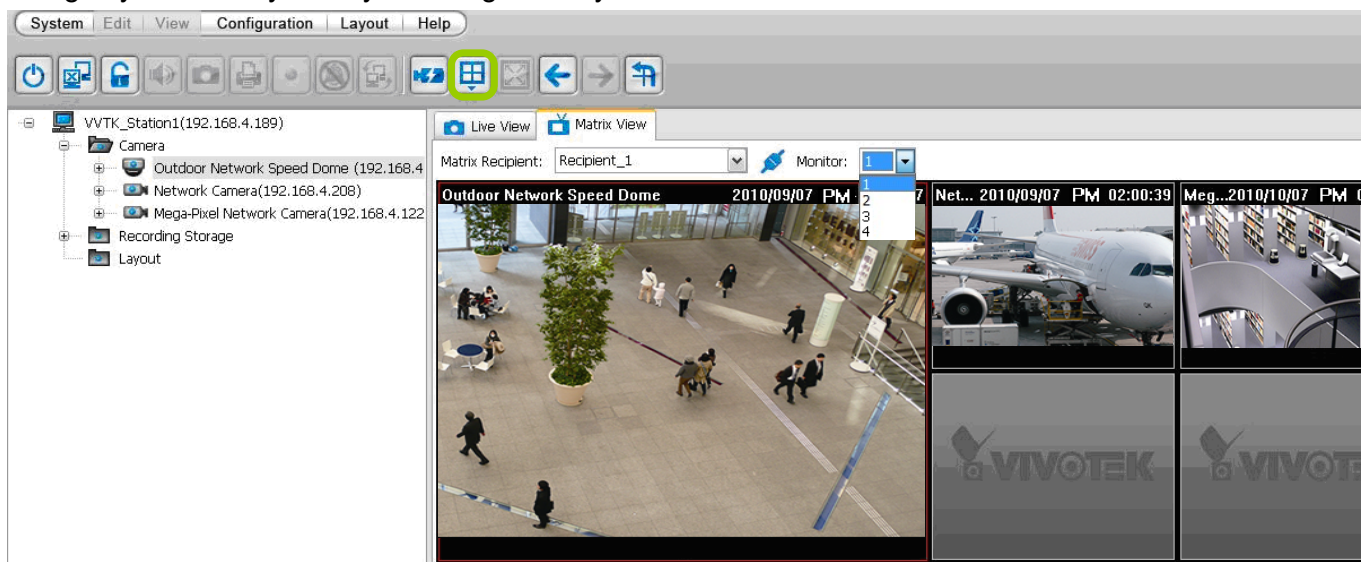 System Edit View Configuration Layout Help
VVTK_Station1(192.168.4.189)
Camera
Outdoor Network Speed Dome (192.168.4
Network Camera(192.168.4.208)
Mega-Pixel Network Camera(192.168.4.122
Recording Storage
Layout
Live View Matrix View
Matrix Recipient: Recipient_1 Monitor: 1
1
2
3
4
Outdoor Network Speed Dome 2010/09/07 PM 7
Net... 2010/09/07 PM 02:00:39
Meg...2010/10/07 PM
VIVOTEK
VIVOTE